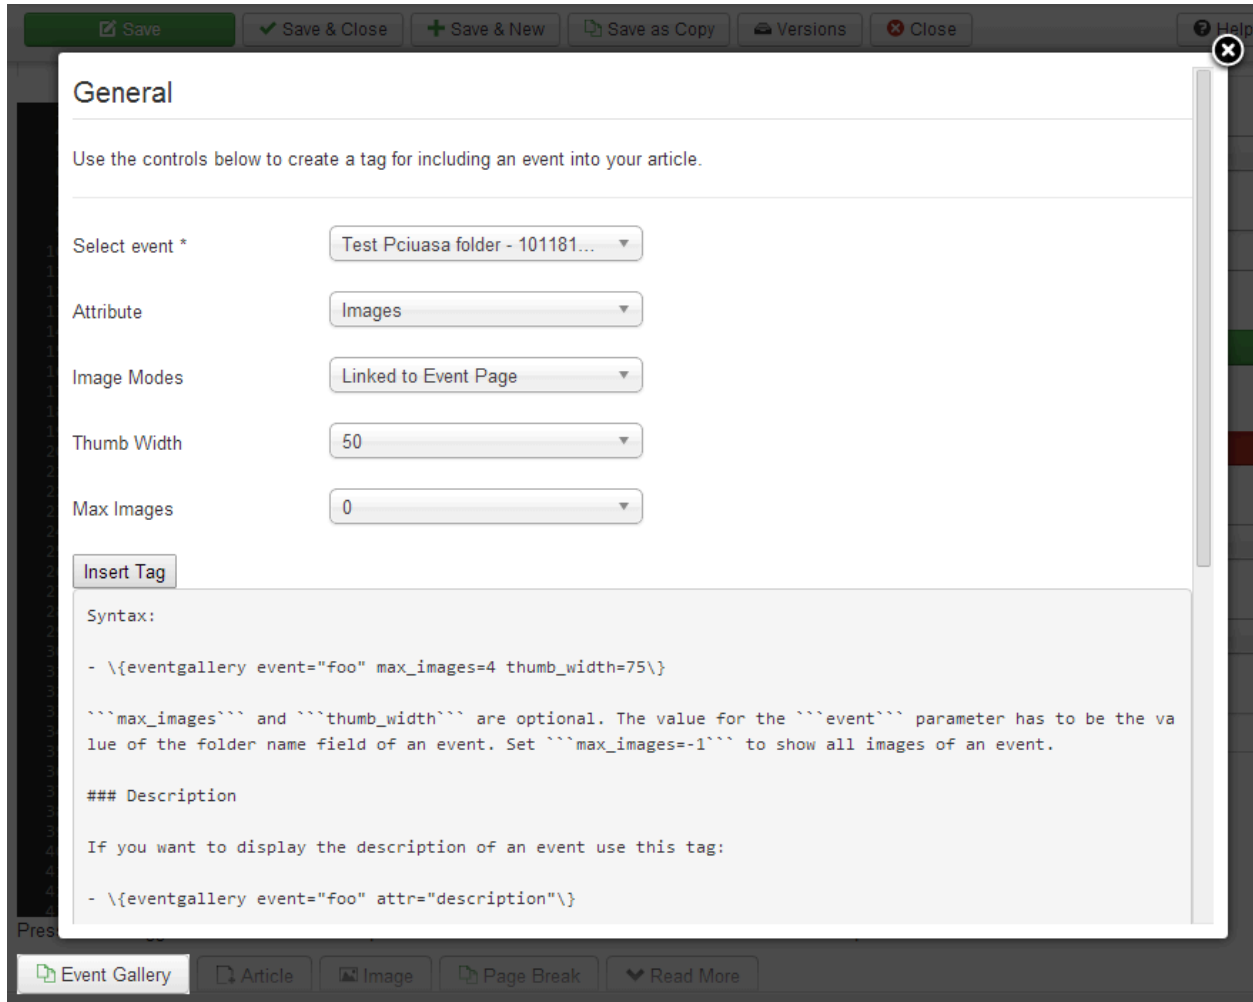 Save
Save & Close
Save & New
Save as Copy
Versions
Close
Help
General
Use the controls below to create a tag for including an event into your article.
Select event *
Test Pciuasa folder - 101181...
Attribute
Images
Image Modes
Linked to Event Page
Thumb Width
50
Max Images
0
Insert Tag
Syntax:
- \{eventgallery event="foo" max_images=4 thumb_width=75\}
```max_images``` and ```thumb_width``` are optional. The value for the ```event``` parameter has to be the va
lue of the folder name field of an event. Set ```max_images=-1``` to show all images of an event.
### Description
If you want to display the description of an event use this tag:
- \{eventgallery event="foo" attr="description"\}
Pres
Event Gallery
Article
Image
Page Break
Read More